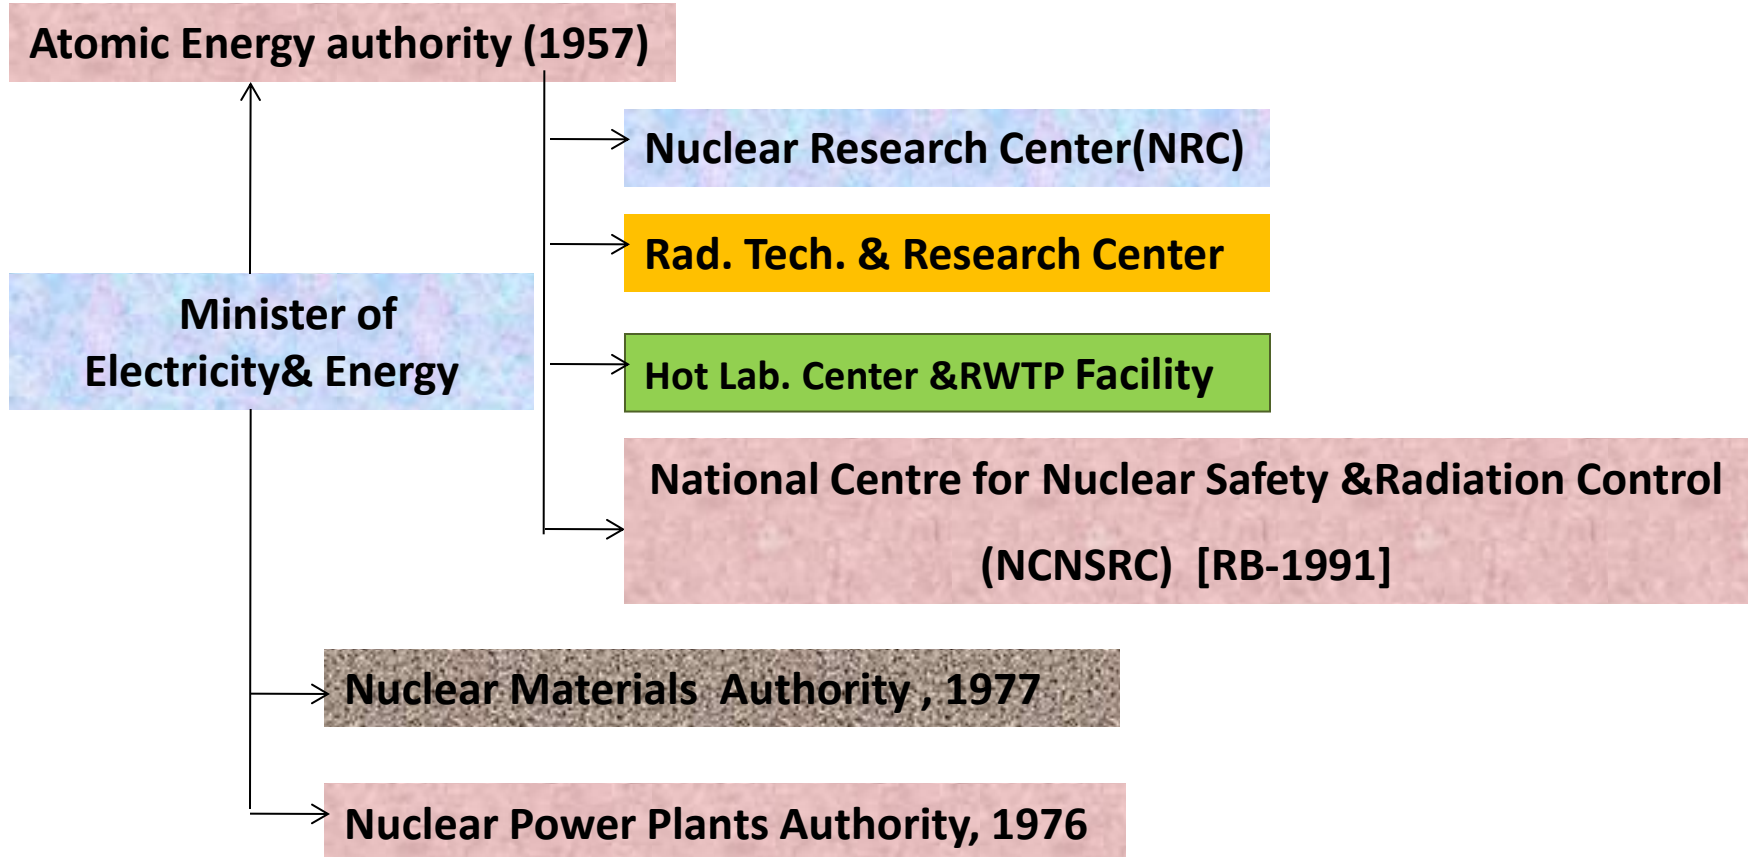 Atomic Energy authority (1957)
Nuclear Research Center(NRC)
Rad. Tech. & Research Center
Minister of
Electricity& Energy
Hot Lab. Center &RWTP Facility
National Centre for Nuclear Safety &Radiation Control
(NCNSRC) [RB-1991]
Nuclear Materials Authority , 1977
Nuclear Power Plants Authority, 1976